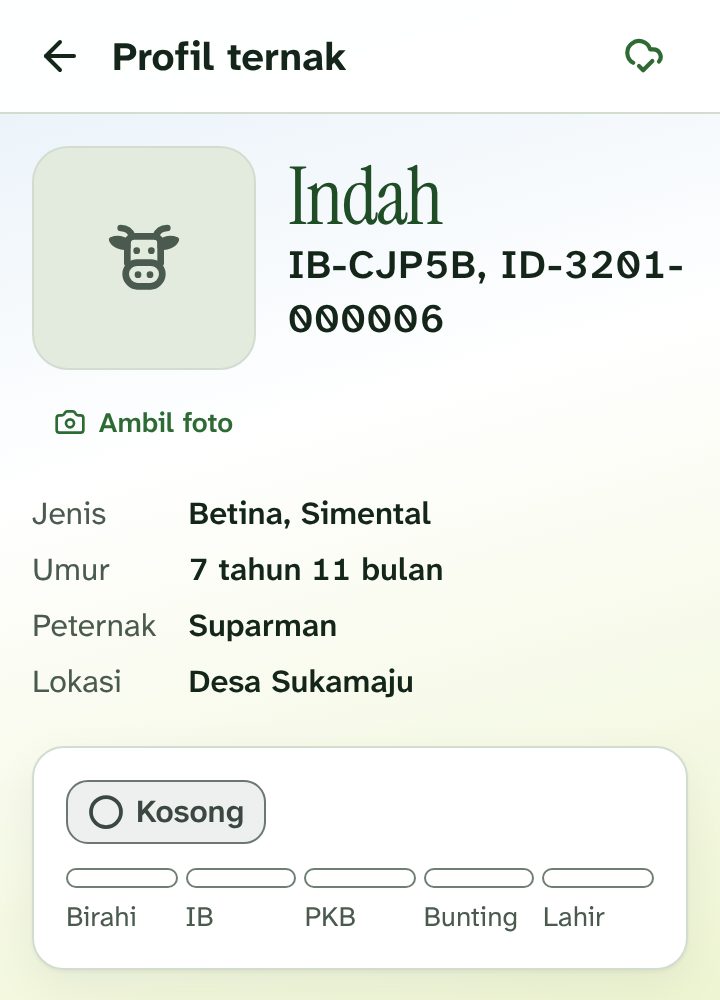 Profil ternak
Indah
IB-CJP5B, ID-3201-
000006
Ambil foto
Jenis Betina, Simental
Umur 7 tahun 11 bulan
Peternak Suparman
Lokasi Desa Sukamaju
Kosong
Birahi IB PKB Bunting Lahir